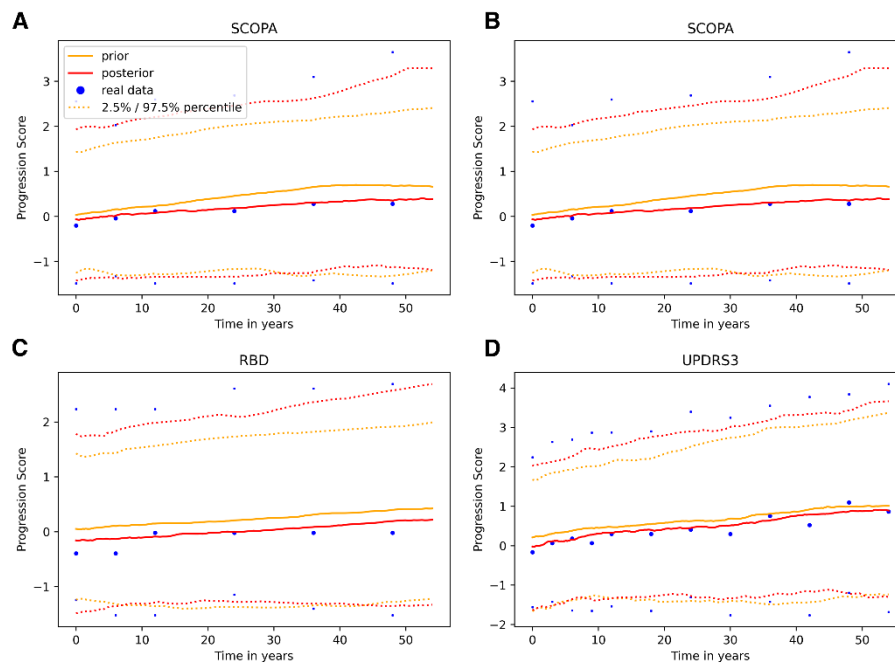 A
SCOPA
prior
posterior
real data
2.5% / 97.5% percentile
Progression Score
3
2
1
0
−1
0 10 20 30 40 50
Time in years
B
SCOPA
Progression Score
3
2
1
0
−1
0 10 20 30 40 50
Time in years
C
RBD
Progression Score
2
1
0
−1
0 10 20 30 40 50
Time in years
D
UPDRS3
Progression Score
4
3
2
1
0
−1
−2
0 10 20 30 40 50
Time in years